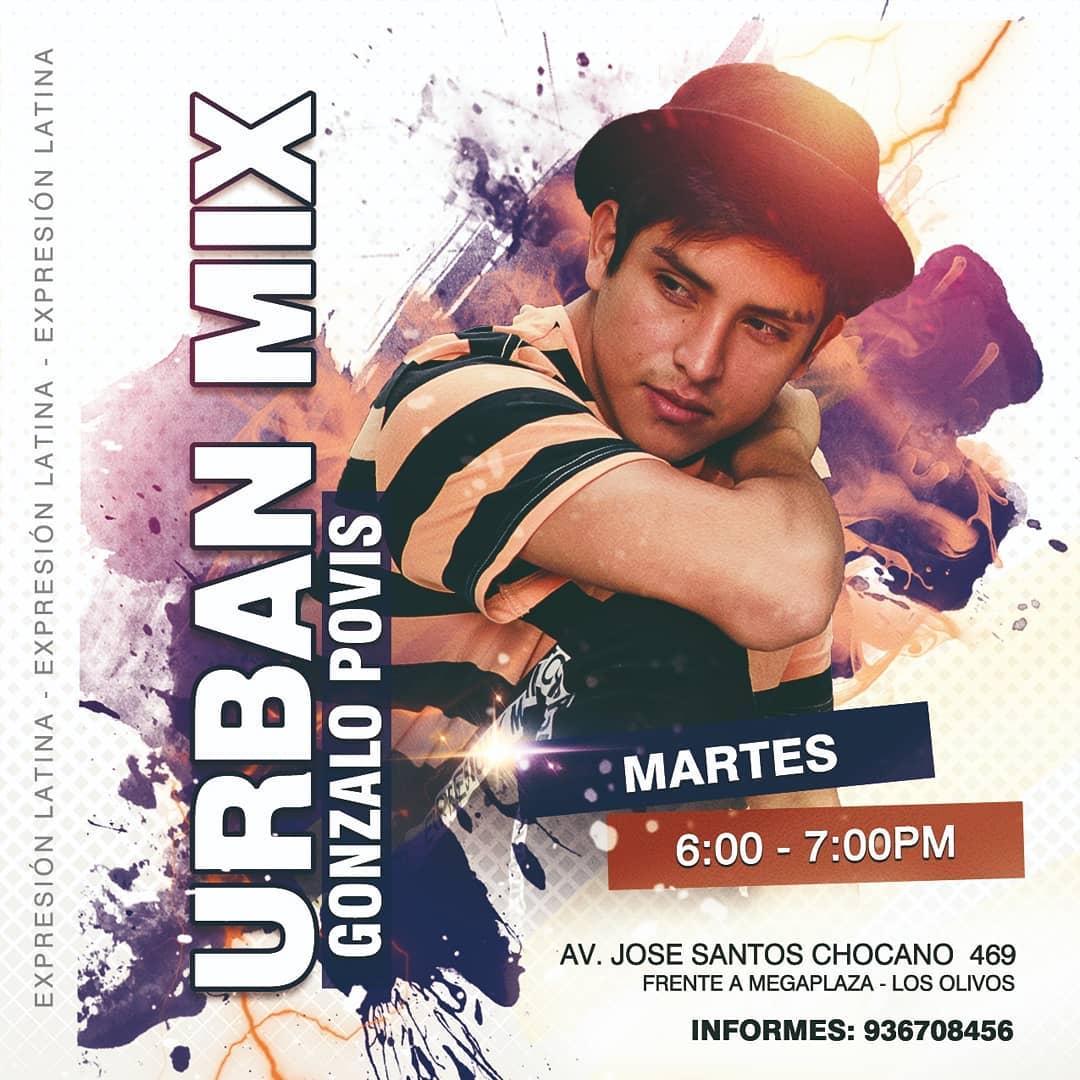 EXPRESIÓN LATINA - EXPRESIÓN LATINA - EXPRESIÓN LATINA
URBAN MIX
GONZALO POVIS
MARTES
6:00 - 7:00PM
AV. JOSE SANTOS CHOCANO 469
FRENTE A MEGAPLAZA - LOS OLIVOS
INFORMES: 936708456